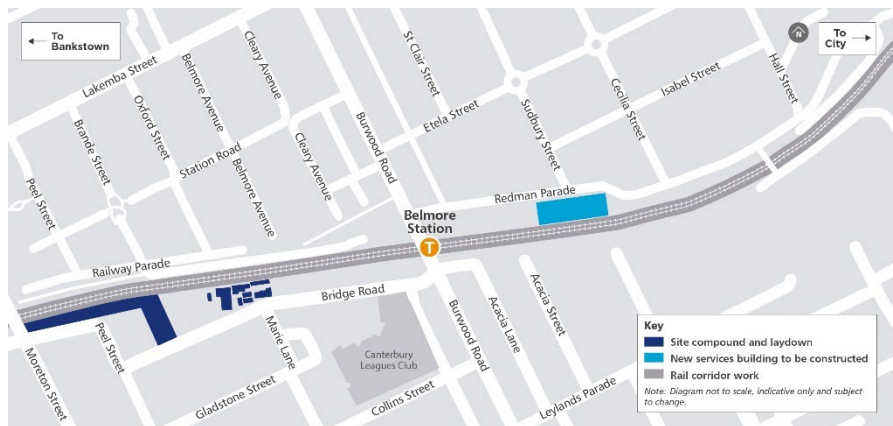 To
Bankstown
N
To
City
Lakemba Street
Cleary Avenue
Belmore Avenue
Oxford Street
Brande Street
Peel Street
Station Road
Belmore Avenue
Cleary Avenue
Burwood Road
St Clair Street
Etela Street
Sudbury Street
Cecilia Street
Isabel Street
Hall Street
Redman Parade
Belmore
Station
T
Railway Parade
Bridge Road
Peel Street
Moreton Street
Marie Lane
Gladstone Street
Canterbury
Leagues Club
Collins Street
Burwood Road
Acacia Lane
Acacia Street
Leylands Parade
Key
Site compound and laydown
New services building to be constructed
Rail corridor work
Note: Diagram not to scale, indicative only and subject
to change.